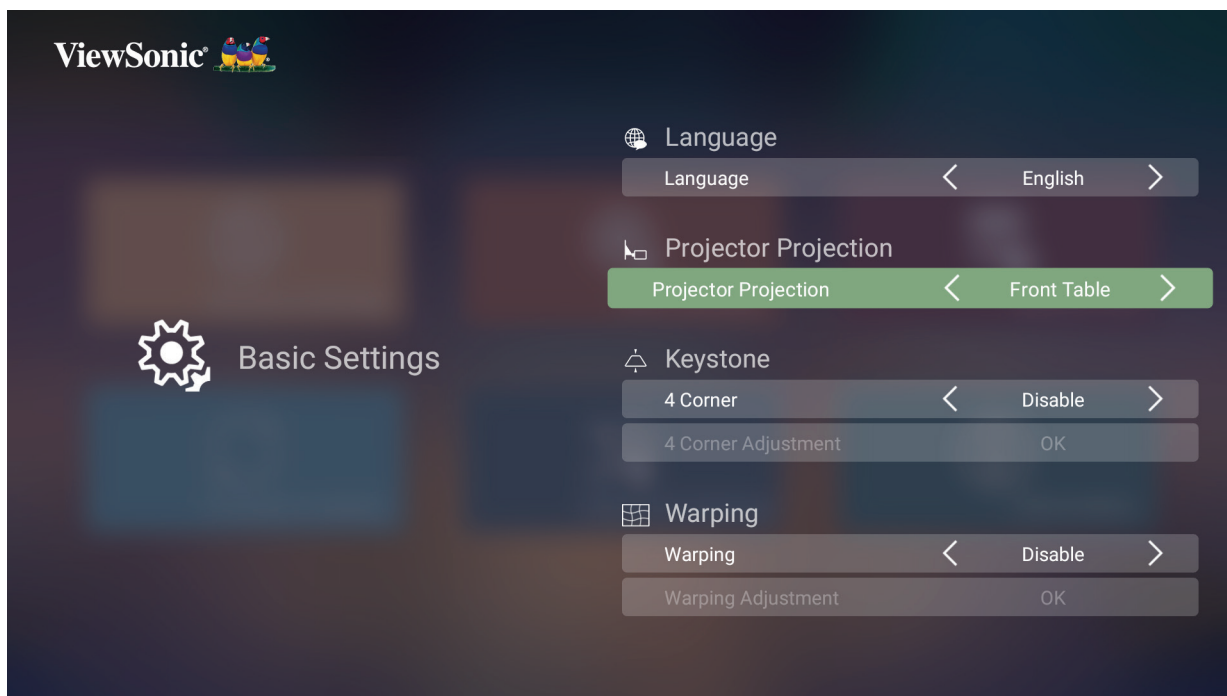 ViewSonic®
Language
Language English
Projector Projection
Projector Projection Front Table
Basic Settings
Keystone
4 Corner Disable
4 Corner Adjustment OK
Warping
Warping Disable
Warping Adjustment OK